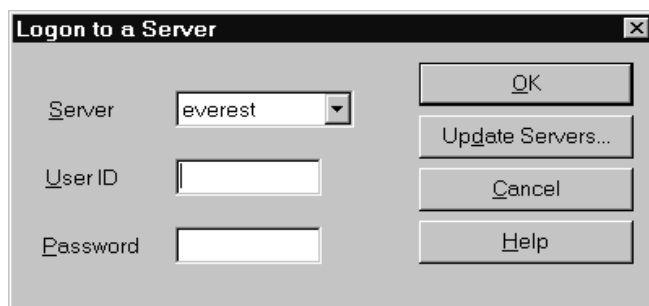 Logon to a Server
Server
everest
OK
Update Servers...
User ID
Cancel
Password
Help